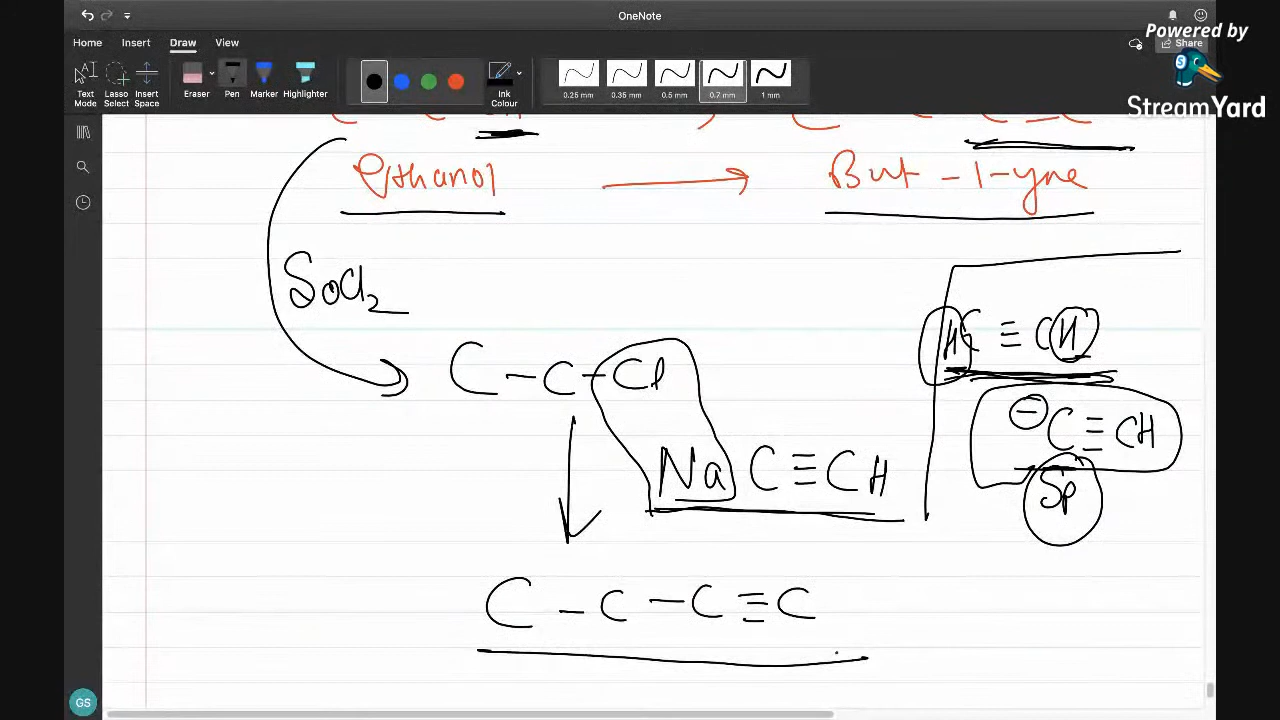 OneNote
Powered by
StreamYard
Home Insert Draw View
Share
Text Mode
Lasso Select
Insert Space
Eraser
Pen
Marker
Highlighter
Ink Colour
0.25 mm
0.35 mm
0.5 mm
0.7 mm
1 mm
Ethanol → But-1-yne
SOCl2
HC ≡ CH
C - C - Cl
⊖C ≡ CH
NaC≡CH
Sp
C - C - C ≡ C
GS